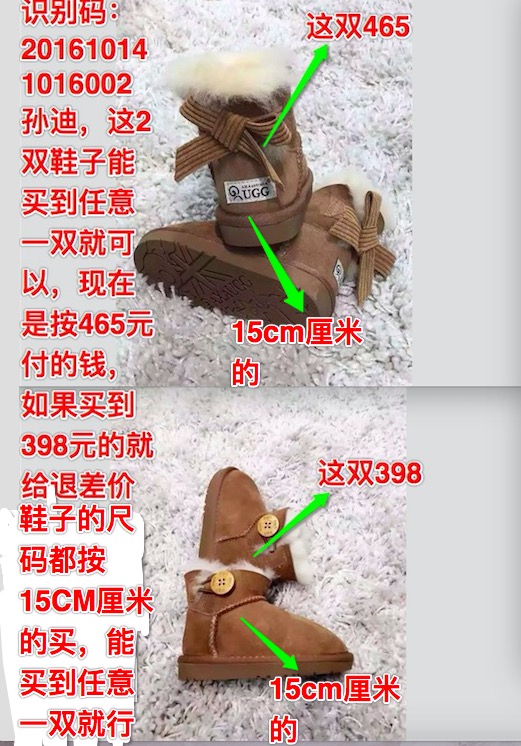 识别码：
20161014
1016002
孙迪，这2
双鞋子能
买到任意
一双就可
以，现在
是按465元
付的钱，
如果买到
398元的就
给退差价
鞋子的尺
码都按
15CM厘米
的买，能
买到任意
一双就行
这双465
UGG
15cm厘米
的
这双398
15cm厘米
的